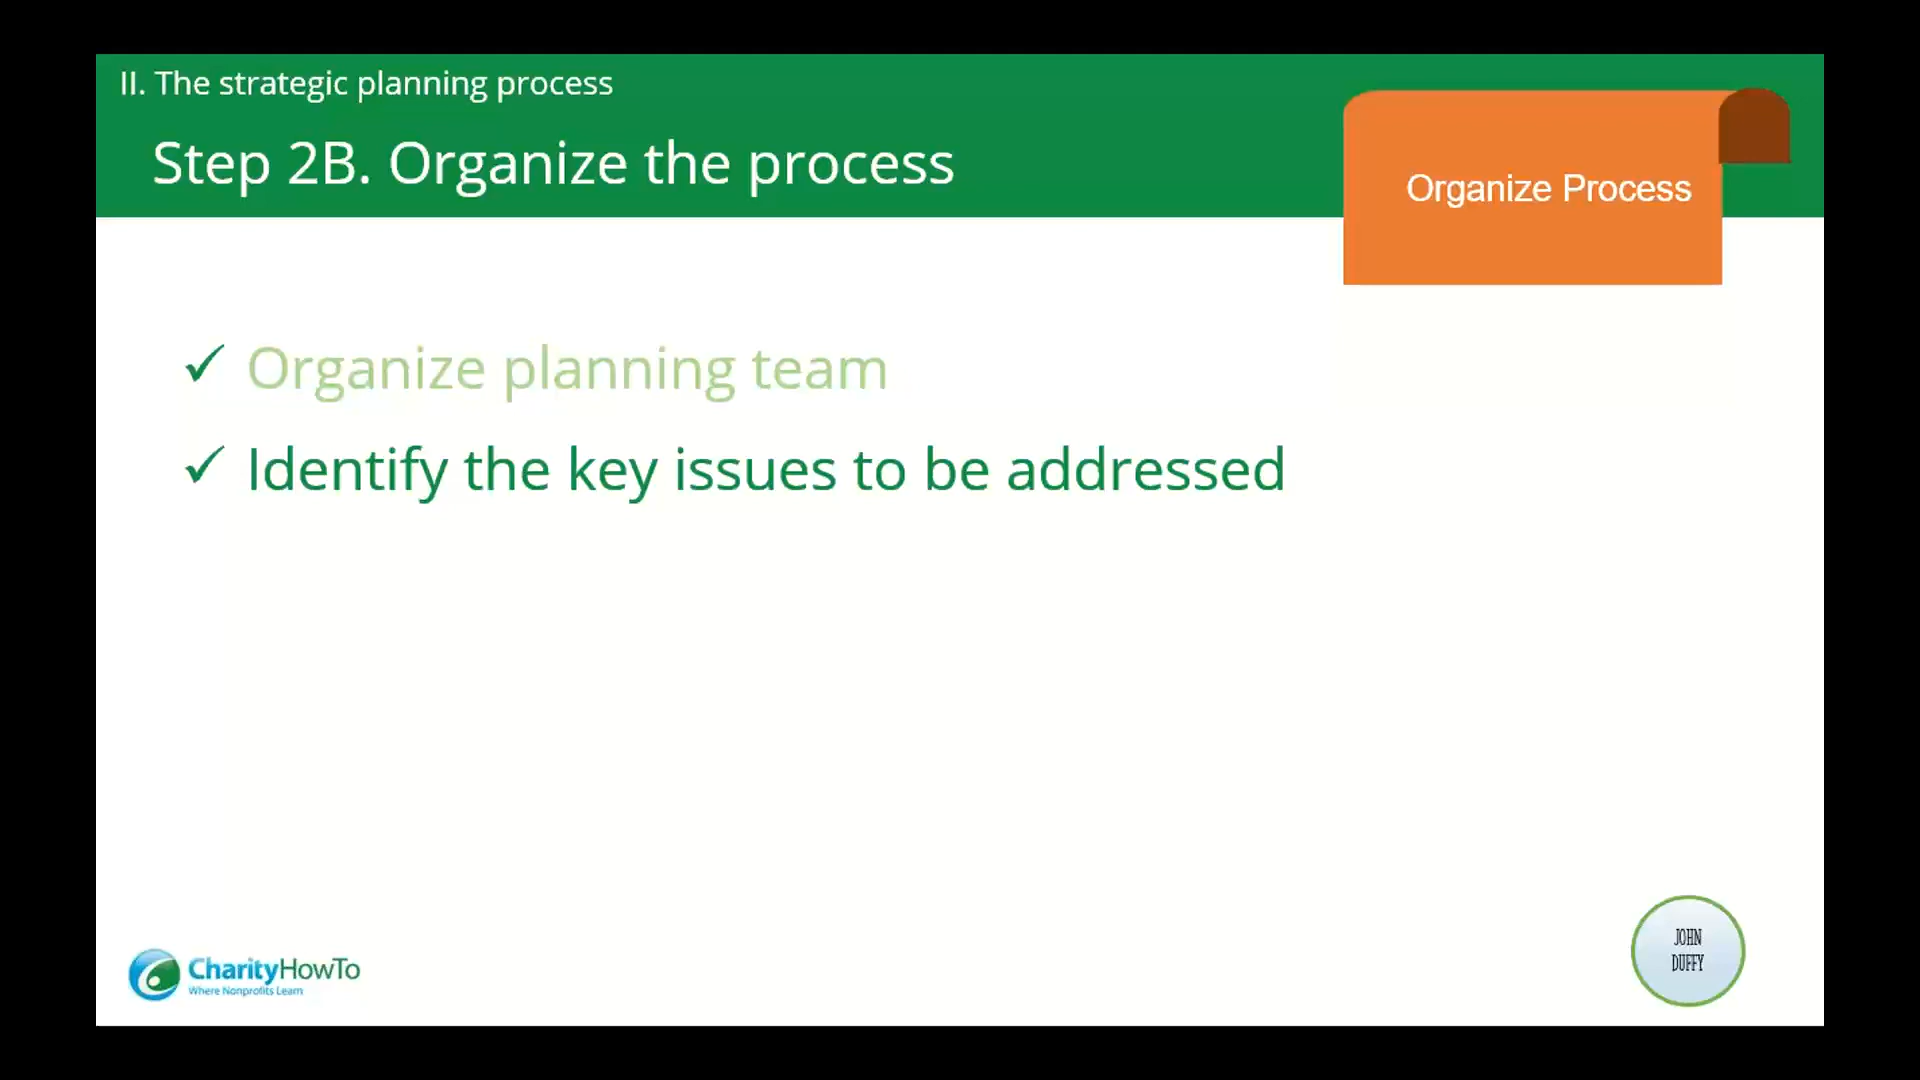 II. The strategic planning process
Step 2B. Organize the process
Organize Process
✓ Organize planning team
✓ Identify the key issues to be addressed
CharityHowTo
Where Nonprofits Learn
JOHN
DUFFY